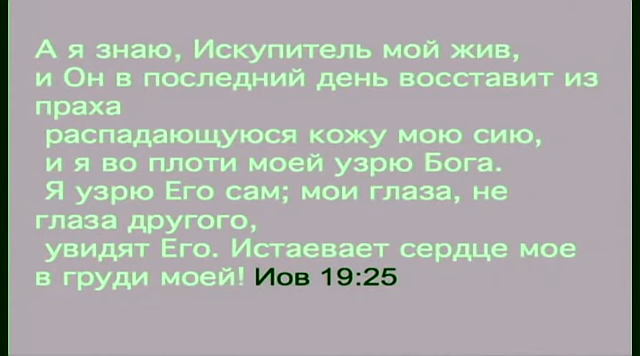 А я знаю, Искупитель мой жив,
и Он в последний день восставит из
праха
распадающуюся кожу мою сию,
и я во плоти моей узрю Бога.
Я узрю Его сам; мои глаза, не
глаза другого,
увидят Его. Истаевает сердце мое
в груди моей! Иов 19:25